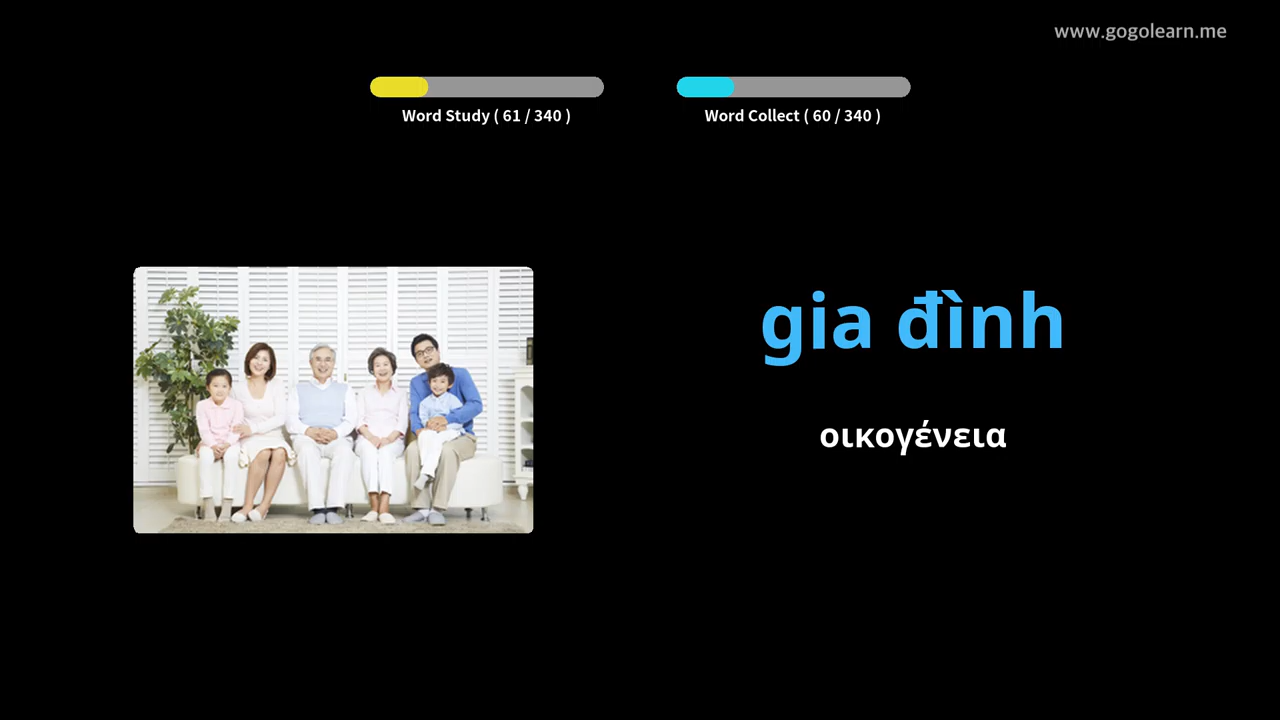 www.gogolearn.me
Word Study ( 61 / 340 )
Word Collect ( 60 / 340 )
gia đình
οικογένεια